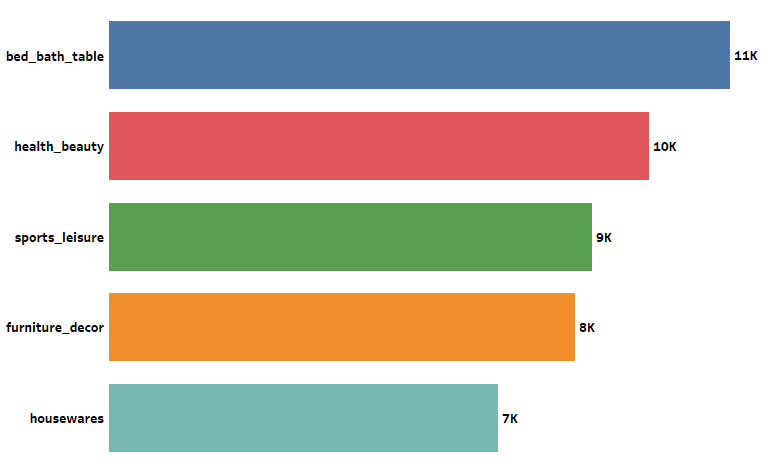 bed_bath_table 11K
health_beauty 10K
sports_leisure 9K
furniture_decor 8K
housewares 7K